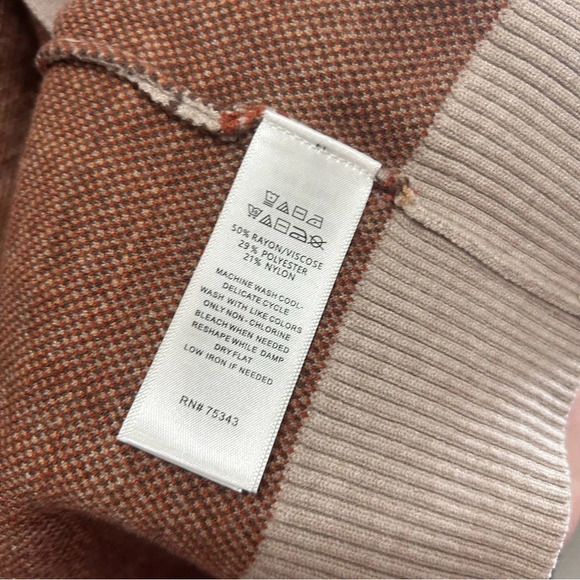 50% RAYON/VISCOSE
29% POLYESTER
21% NYLON
MACHINE WASH COOL-
DELICATE CYCLE
WASH WITH LIKE COLORS
ONLY NON-CHLORINE
BLEACH WHEN NEEDED
RESHAPE WHILE DAMP
DRY FLAT
LOW IRON IF NEEDED
RN# 75343